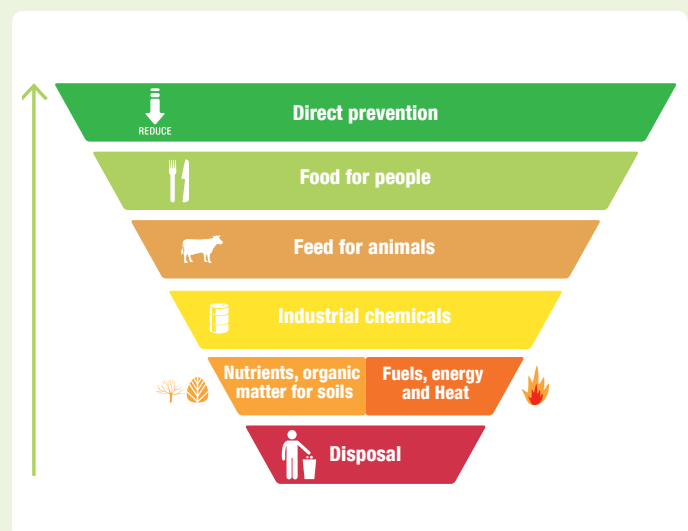 REDUCE
Direct prevention
Food for people
Feed for animals
Industrial chemicals
Nutrients, organic
matter for soils
Fuels, energy
and Heat
Disposal